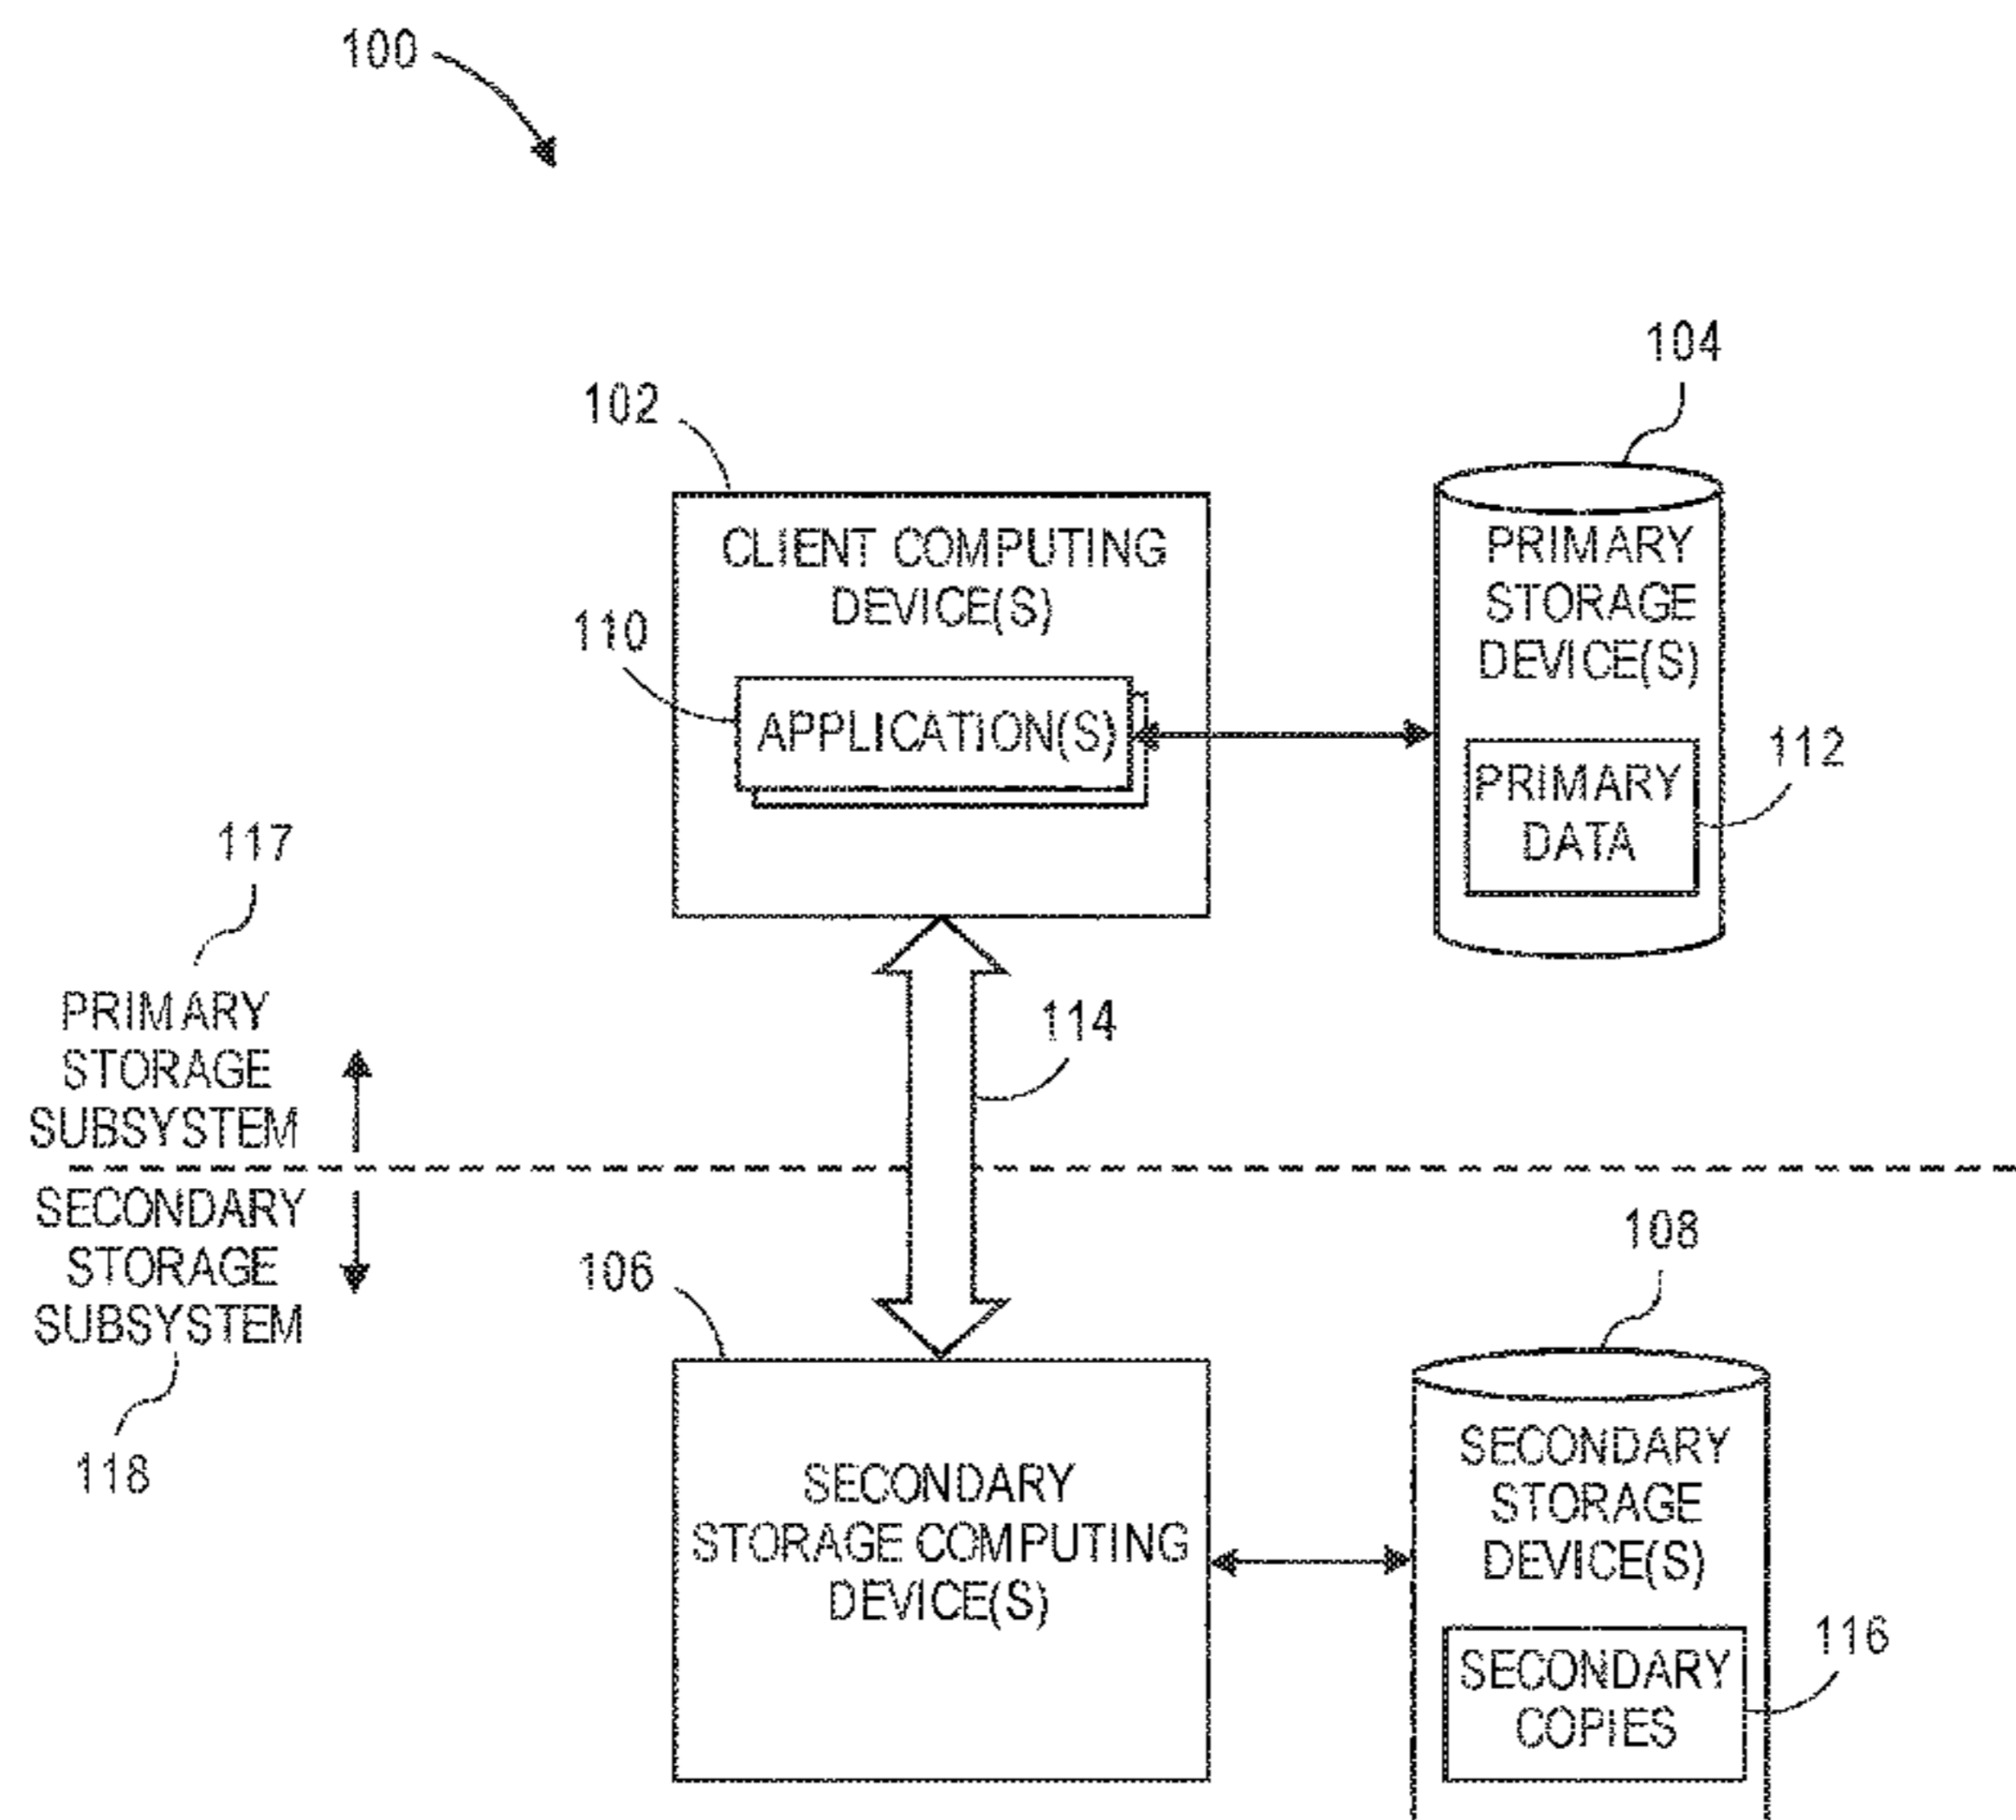 100
104
102
CLIENT COMPUTING
DEVICE(S)
PRIMARY
STORAGE
DEVICE(S)
110
APPLICATION(S)
112
PRIMARY
DATA
117
PRIMARY
STORAGE
SUBSYSTEM
114
SECONDARY
STORAGE
SUBSYSTEM
118
106
108
SECONDARY
STORAGE COMPUTING
DEVICE(S)
SECONDARY
STORAGE
DEVICE(S)
116
SECONDARY
COPIES